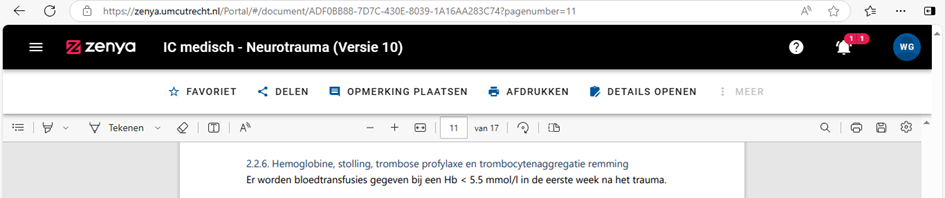 https://zenya.umcutrecht.nl/Portal/#/document/ADF0BB88-7D7C-430E-8039-1A16AA283C74?pagenumber=11
zenya IC medisch - Neurotrauma (Versie 10) ? 1 1 WG
FAVORIET DELEN OPMERKING PLAATSEN AFDRUKKEN DETAILS OPENEN MEER
Tekenen 11 van 17
2.2.6. Hemoglobine, stolling, trombose profylaxe en trombocytenaggregatie remming
Er worden bloedtransfusies gegeven bij een Hb < 5.5 mmol/l in de eerste week na het trauma.